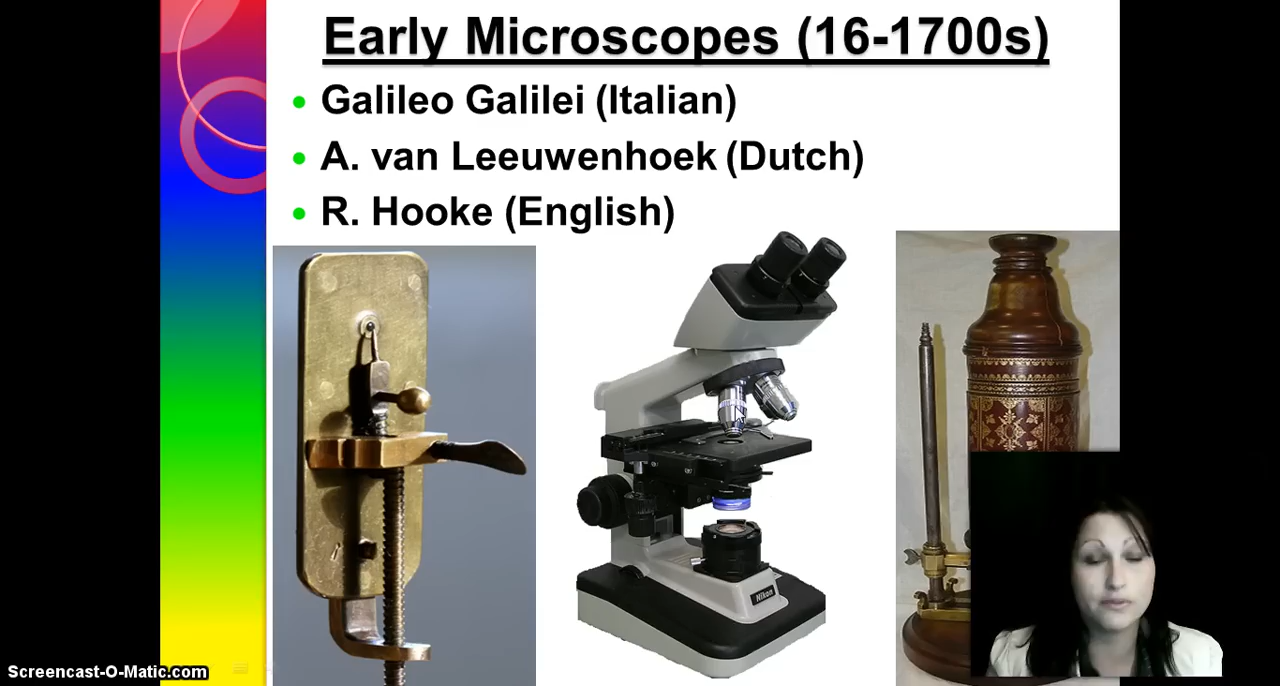 Early Microscopes (16-1700s)
Galileo Galilei (Italian)
A. van Leeuwenhoek (Dutch)
R. Hooke (English)
Nikon
Screencast-O-Matic.com